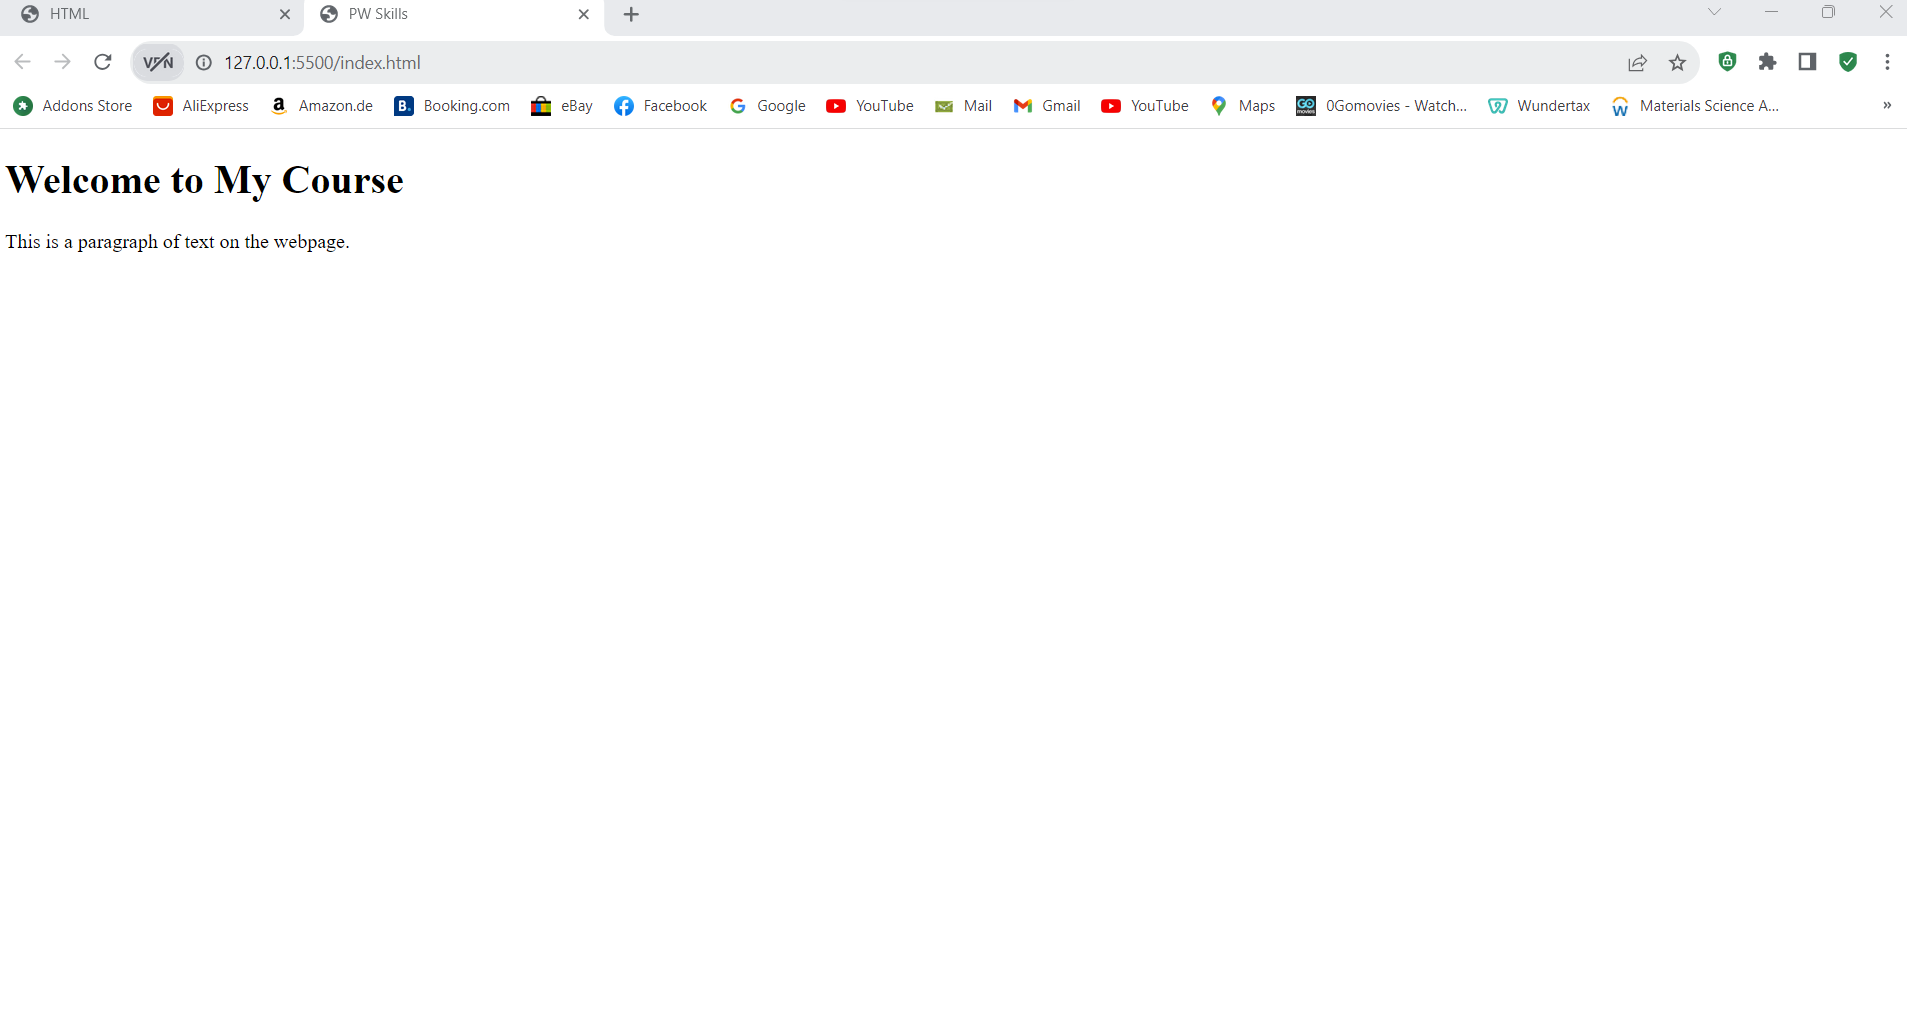 HTML PW Skills
VPN 127.0.0.1:5500/index.html
Addons Store AliExpress Amazon.de Booking.com eBay Facebook Google YouTube Mail Gmail YouTube Maps 0Gomovies - Watch... Wundertax Materials Science A... »
Welcome to My Course
This is a paragraph of text on the webpage.